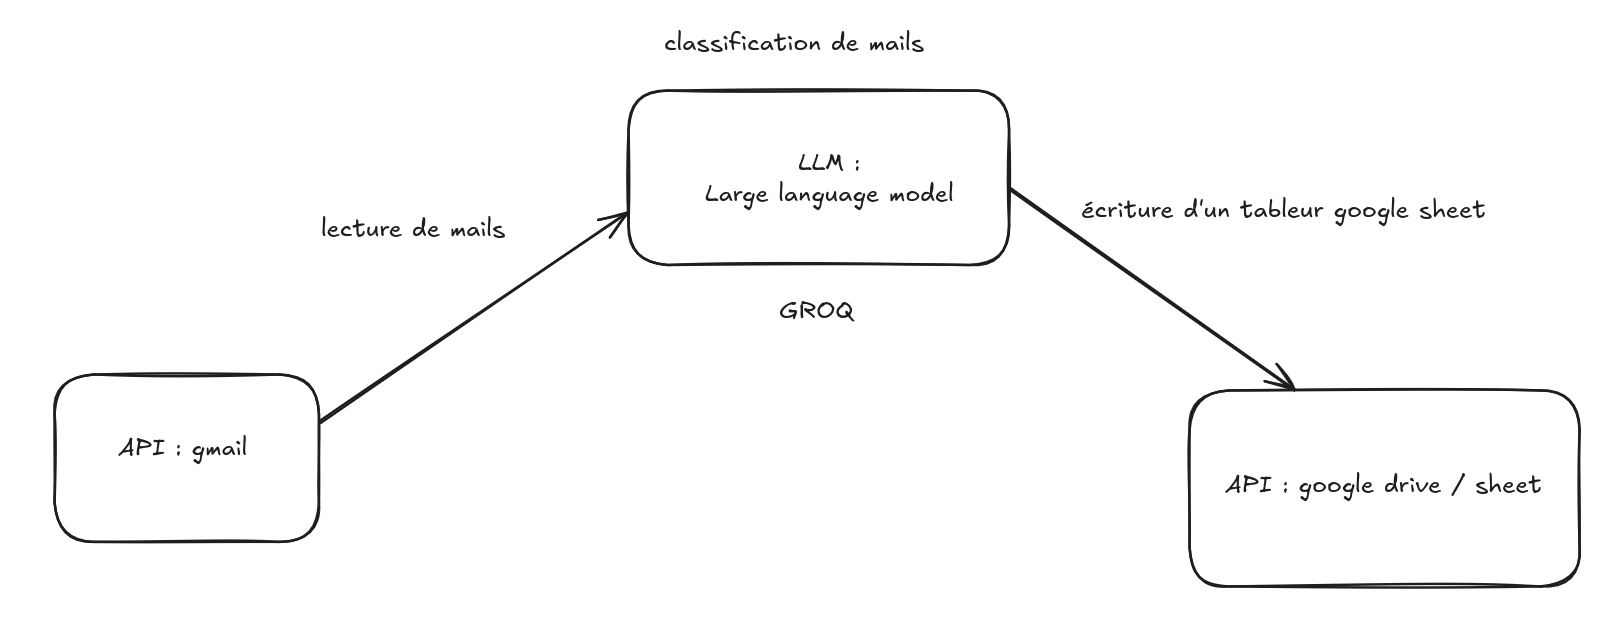 classification de mails
LLM :
Large language model
lecture de mails
écriture d'un tableur google sheet
GROQ
API : gmail
API : google drive / sheet